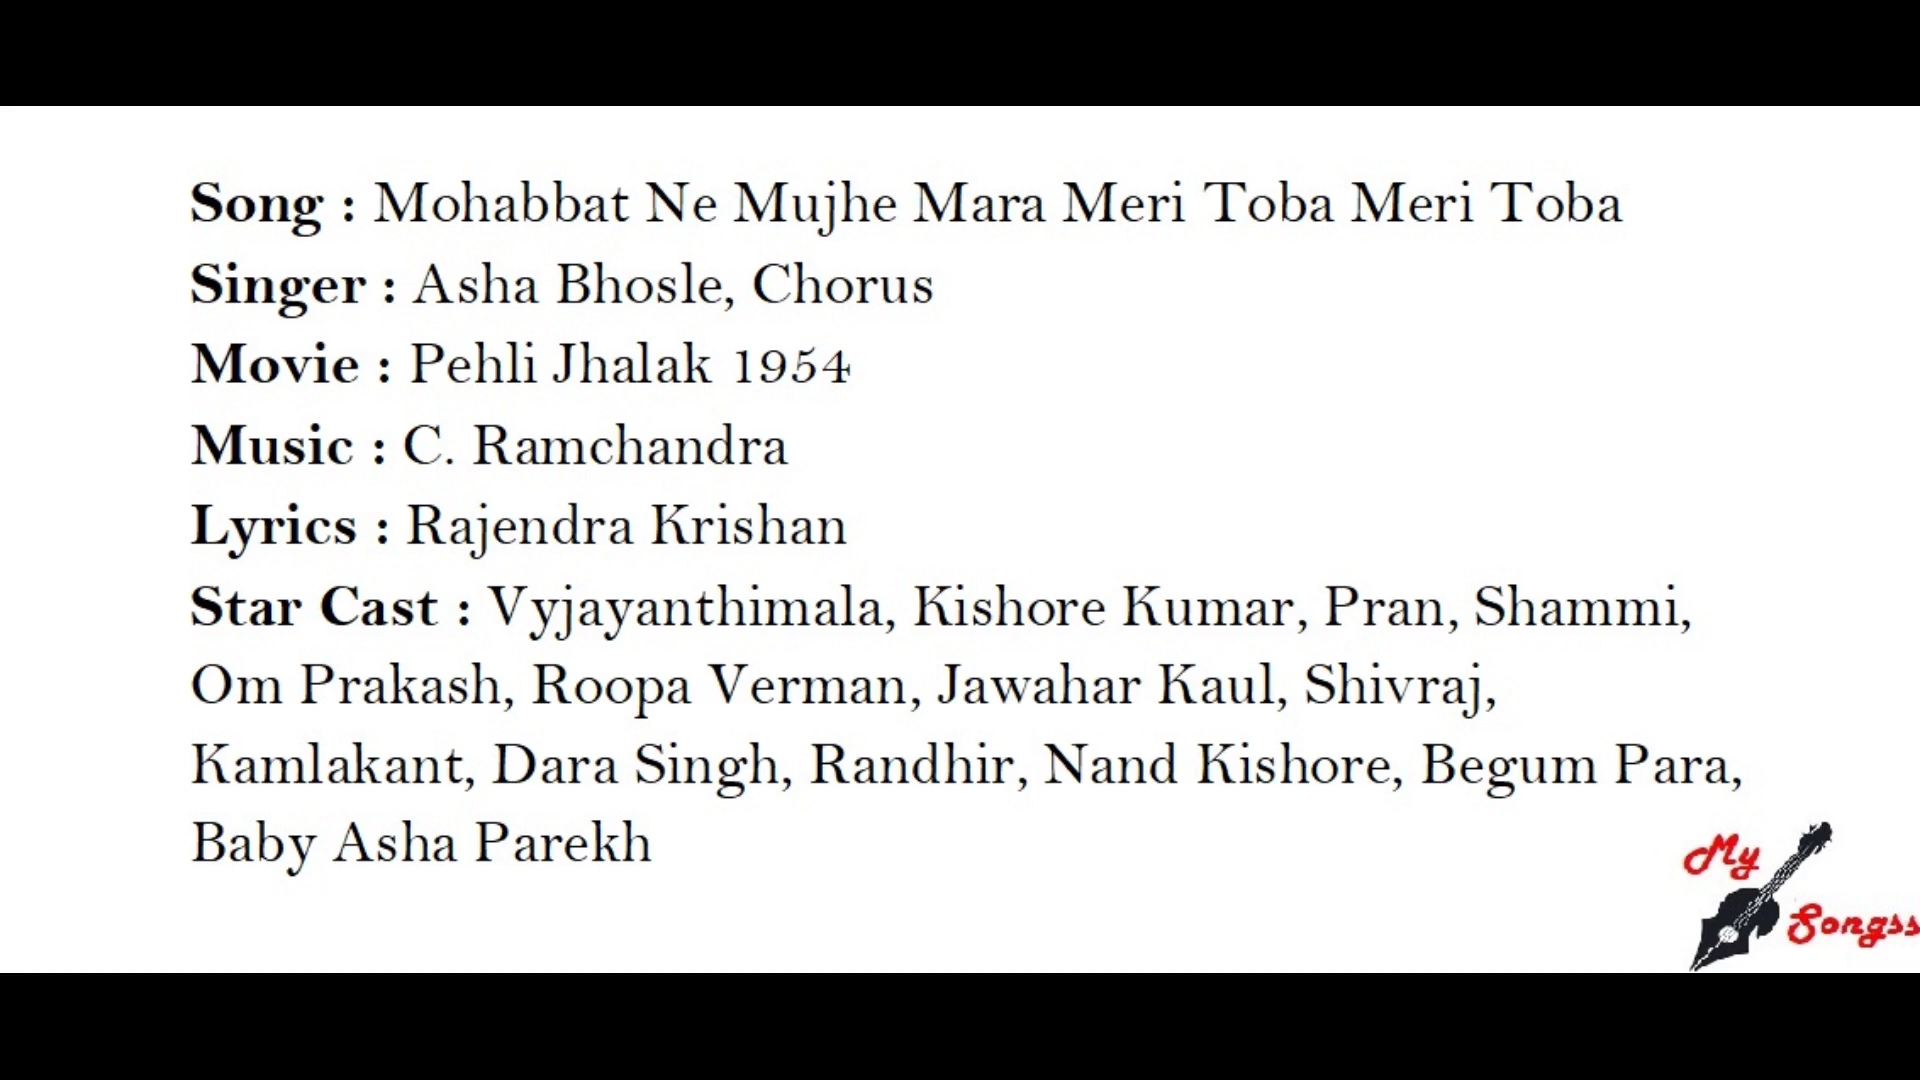 Song : Mohabbat Ne Mujhe Mara Meri Toba Meri Toba
Singer : Asha Bhosle, Chorus
Movie : Pehli Jhalak 1954
Music : C. Ramchandra
Lyrics : Rajendra Krishan
Star Cast : Vyjayanthimala, Kishore Kumar, Pran, Shammi,
Om Prakash, Roopa Verman, Jawahar Kaul, Shivraj,
Kamlakant, Dara Singh, Randhir, Nand Kishore, Begum Para,
Baby Asha Parekh
My
Songss